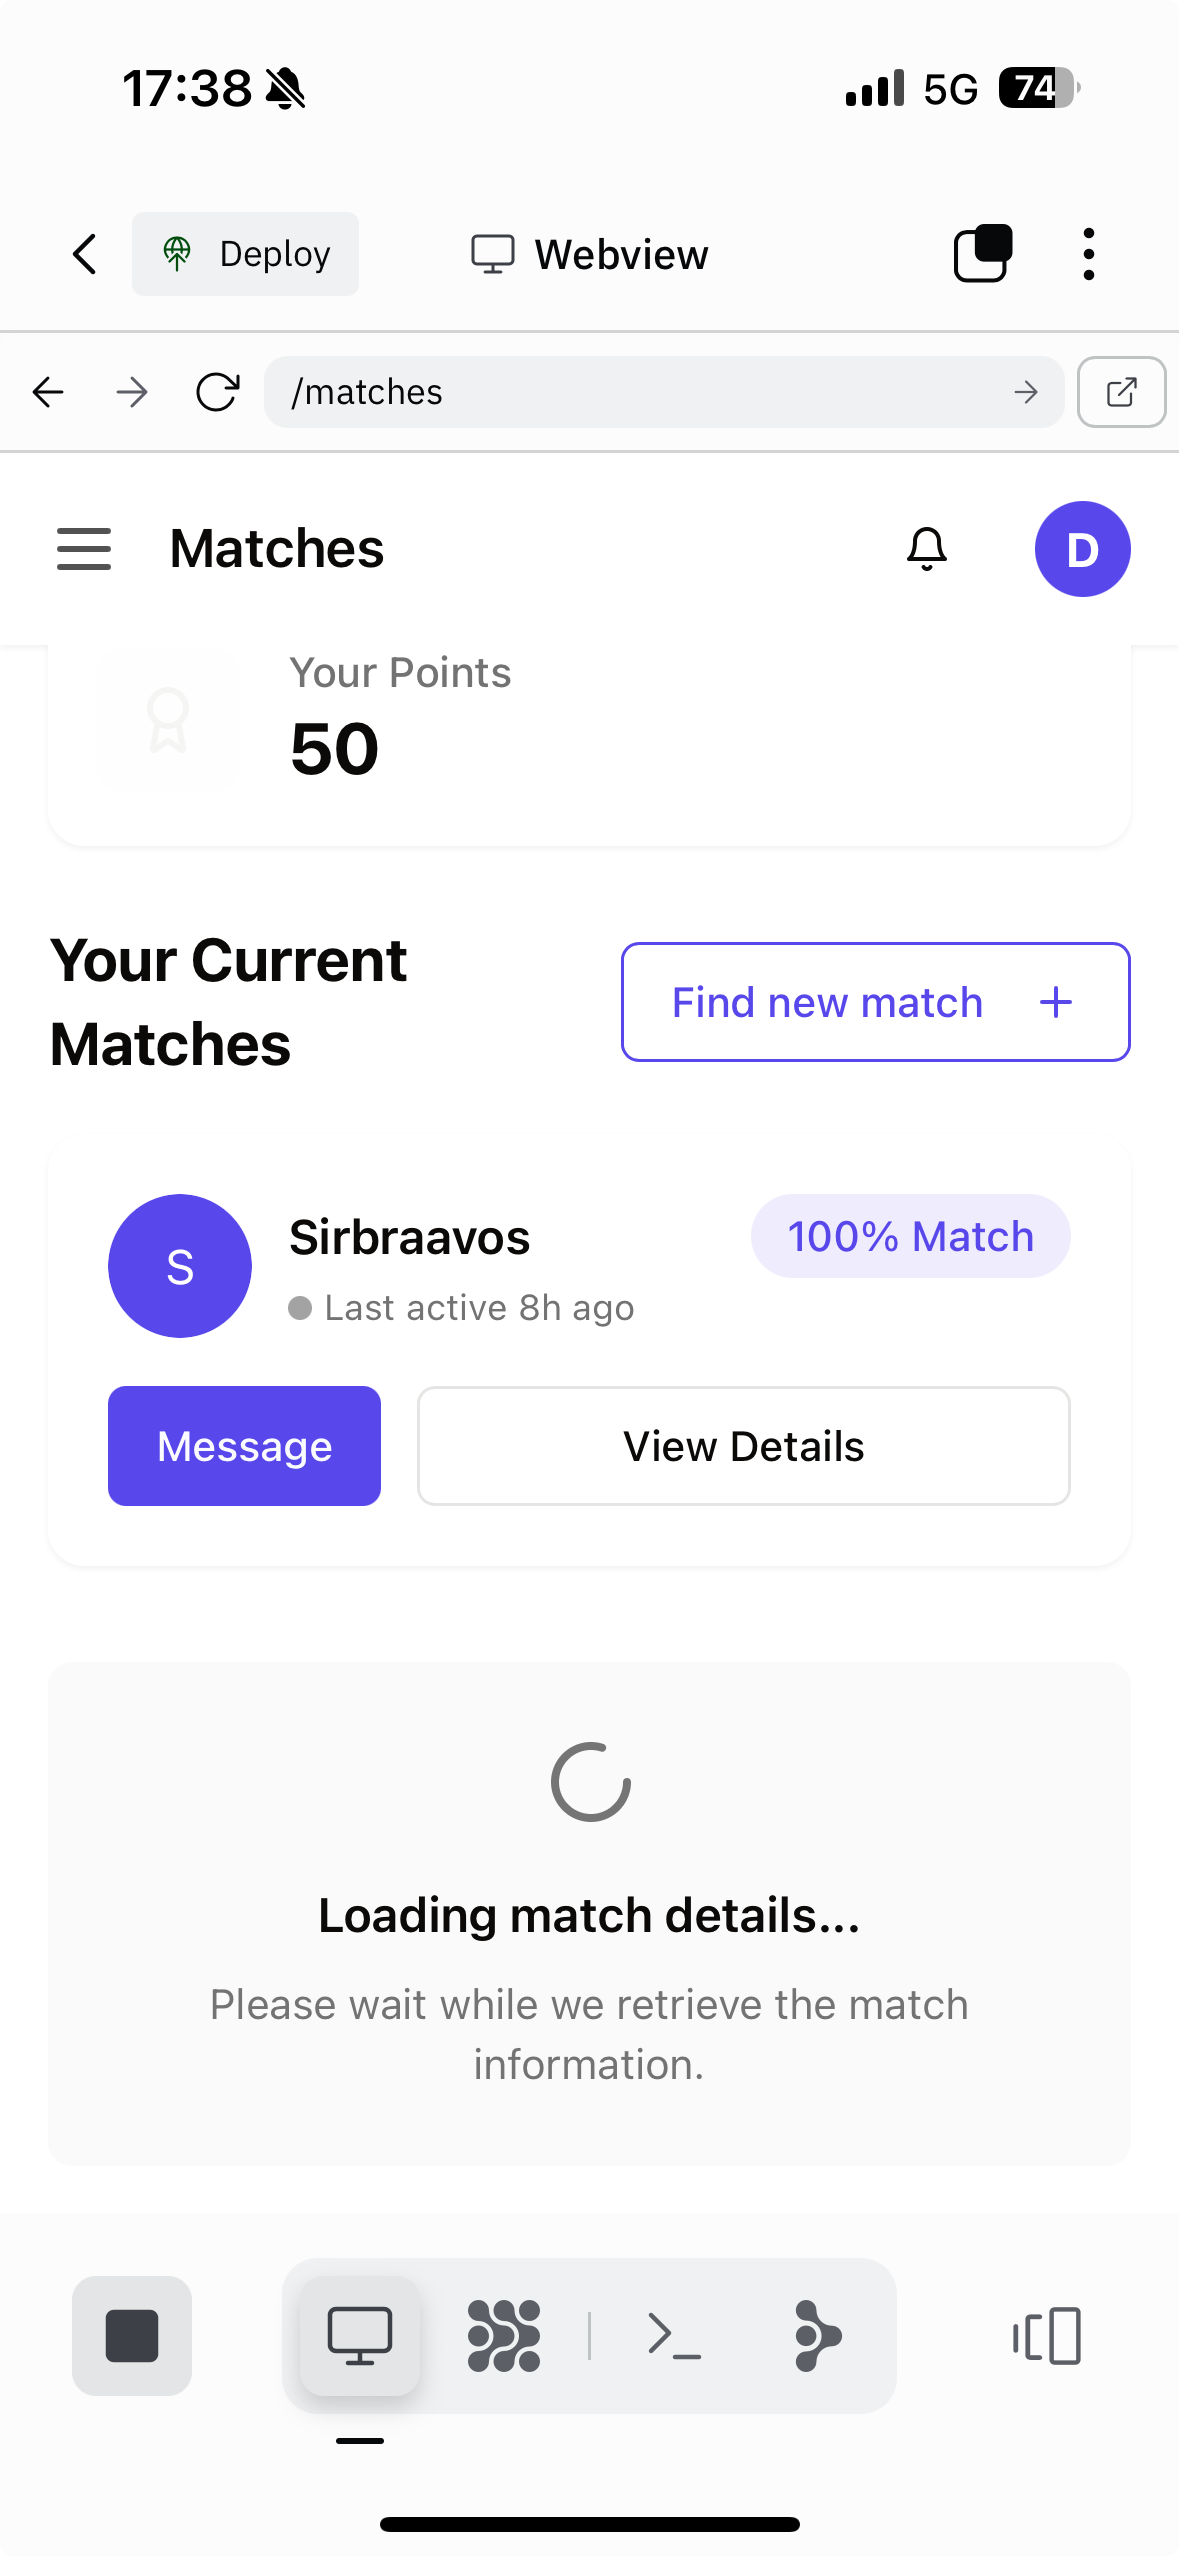 17:38
5G
74
Deploy
Webview
/matches
Matches
D
Your Points
50
Your Current
Matches
Find new match
S
Sirbraavos
100% Match
Last active 8h ago
Message
View Details
Loading match details...
Please wait while we retrieve the match
information.